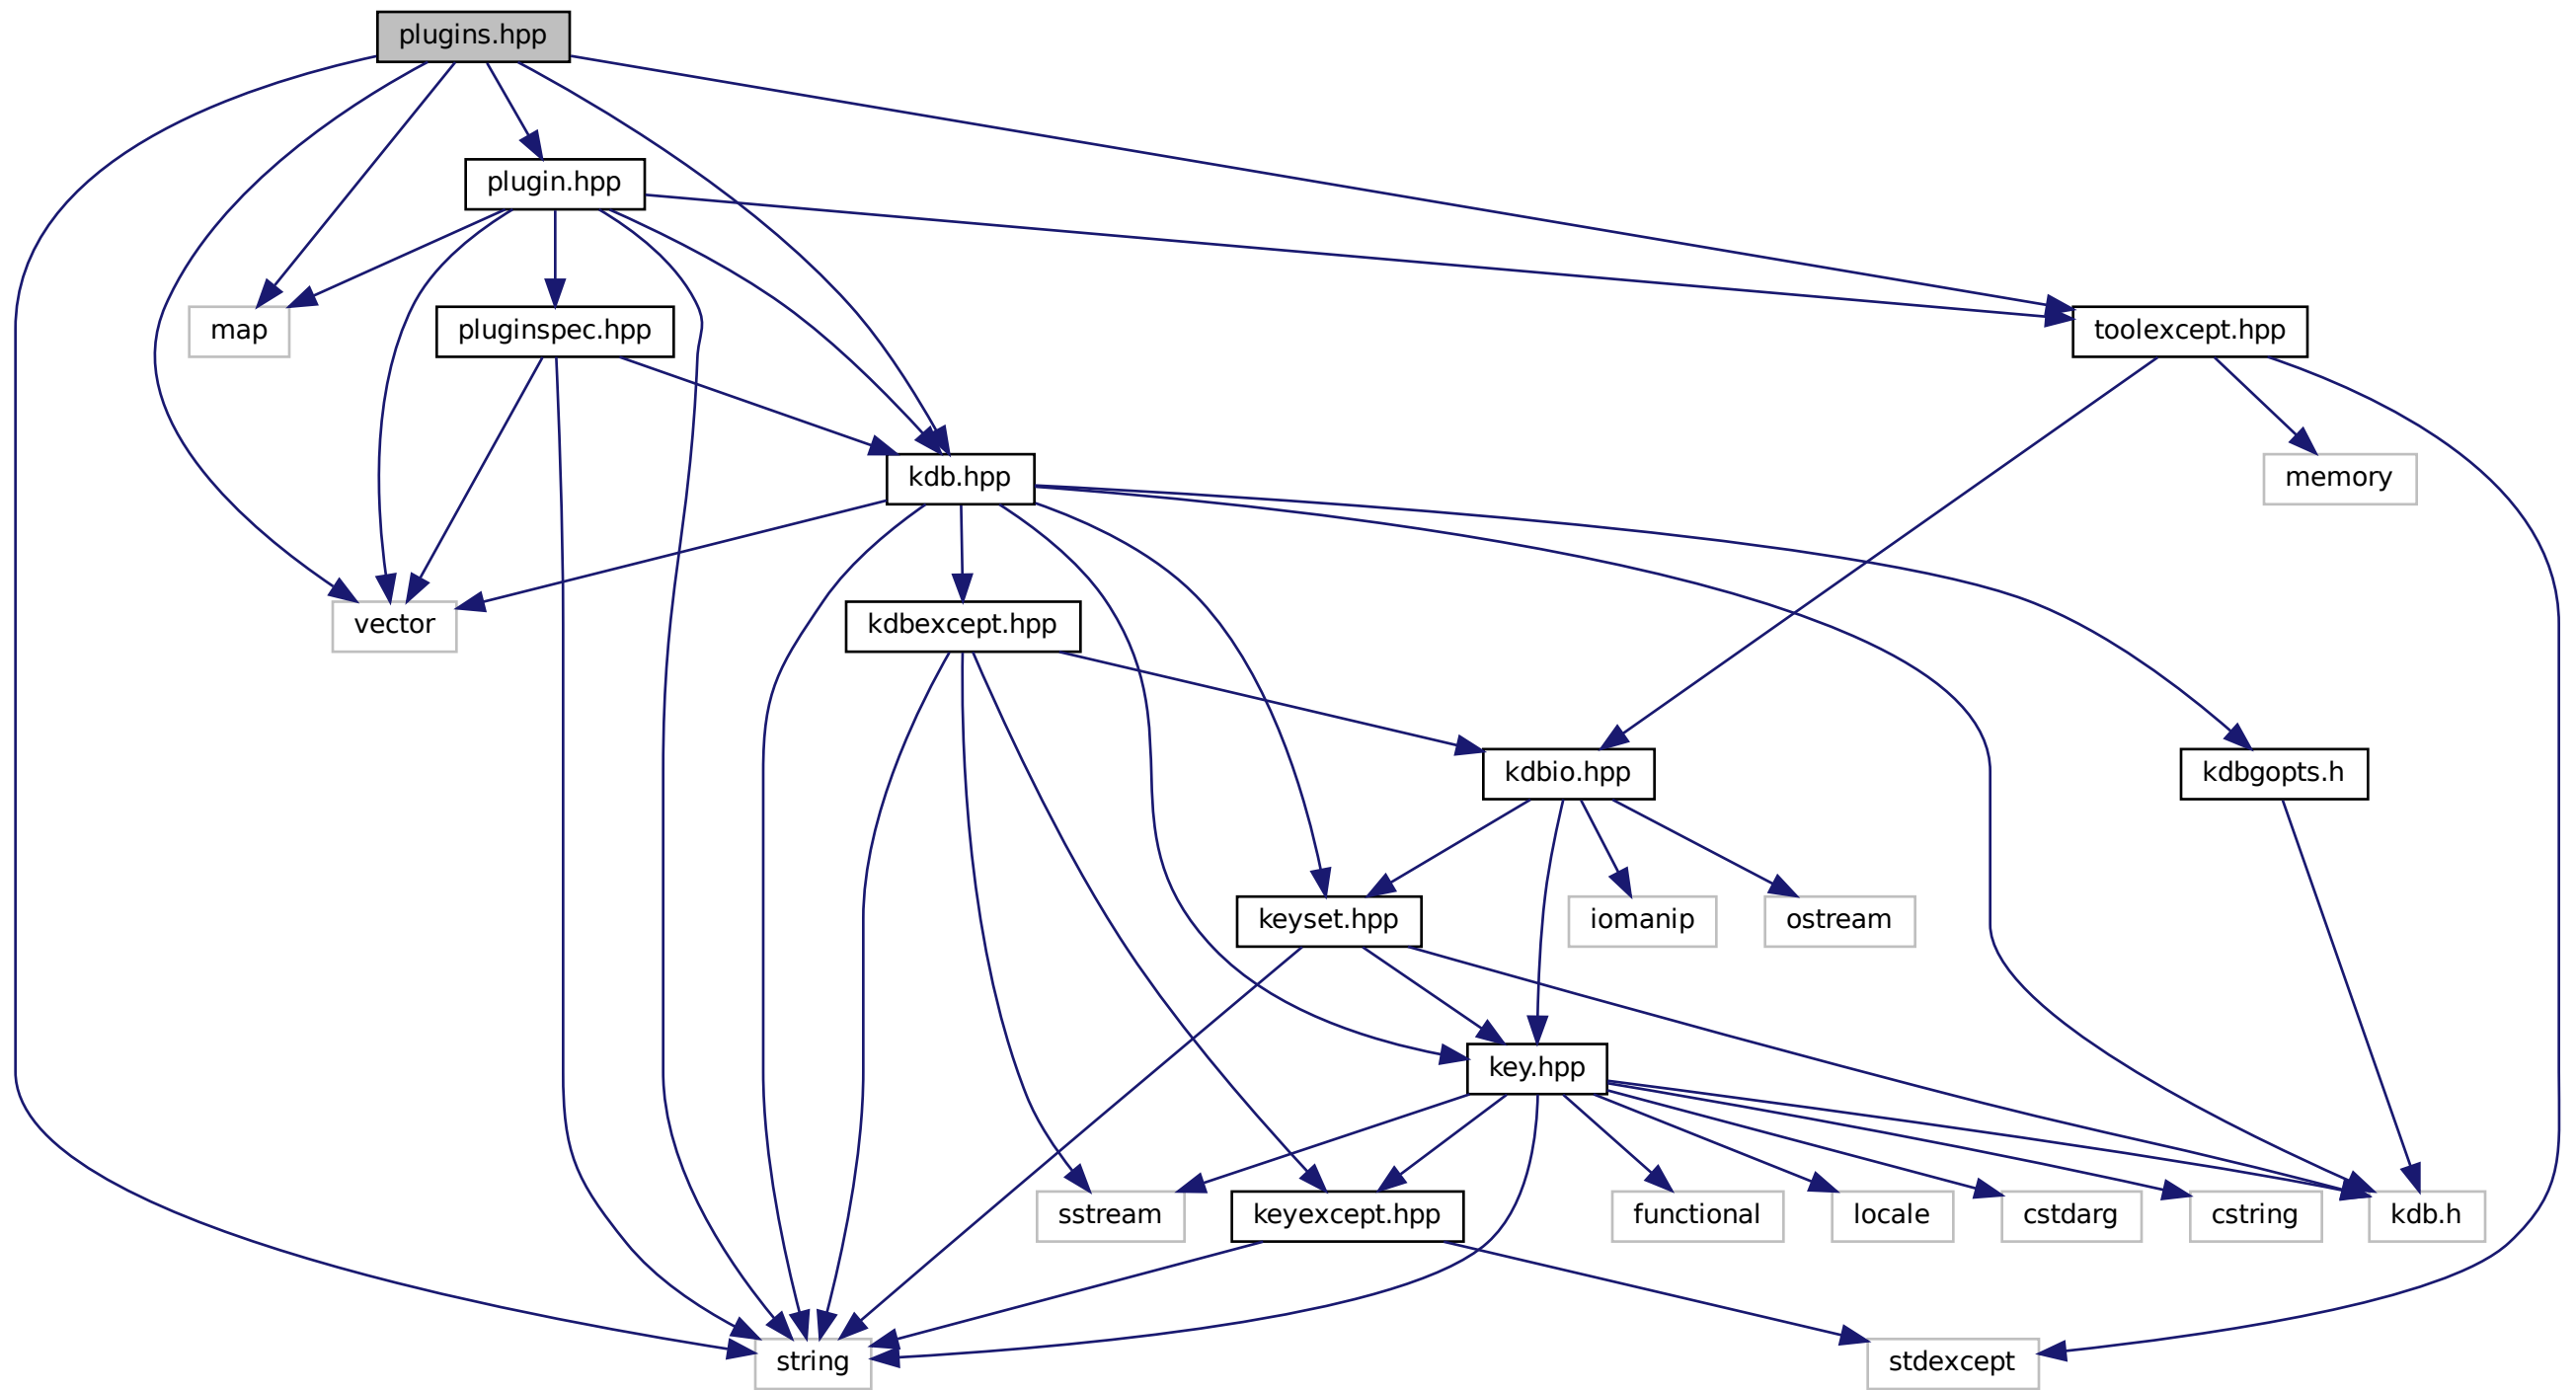 plugins.hpp
plugin.hpp
map
pluginspec.hpp
toolexcept.hpp
kdb.hpp
memory
vector
kdbexcept.hpp
kdbio.hpp
kdbgopts.h
keyset.hpp
iomanip
ostream
key.hpp
sstream
keyexcept.hpp
functional
locale
cstdarg
cstring
kdb.h
string
stdexcept